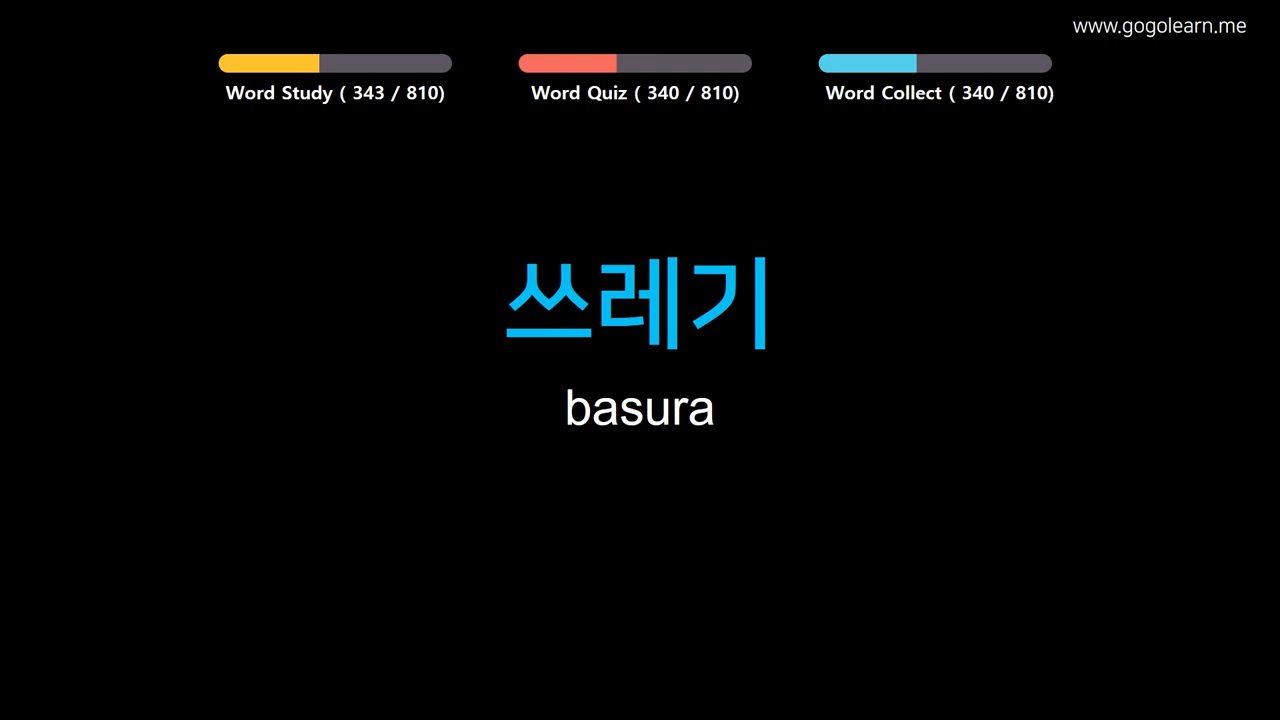 www.gogolearn.me
Word Study ( 343 / 810)
Word Quiz ( 340 / 810)
Word Collect ( 340 / 810)
쓰레기
basura